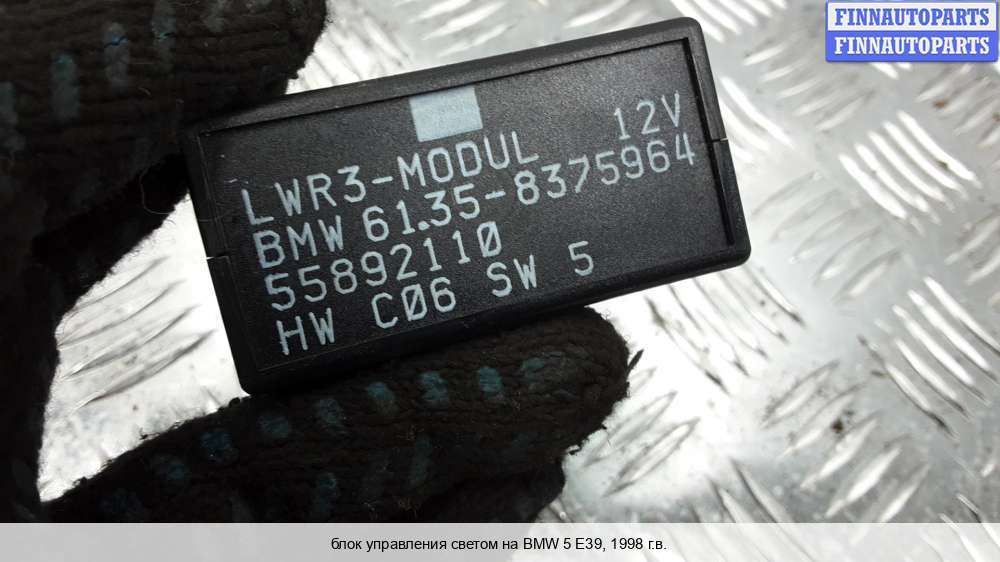 FINNAUTOPARTS
FINNAUTOPARTS
LWR3-MODUL 12V
BMW 61.35-8375964
55892110
HW C06 SW 5
блок управления светом на BMW 5 E39, 1998 г.в.